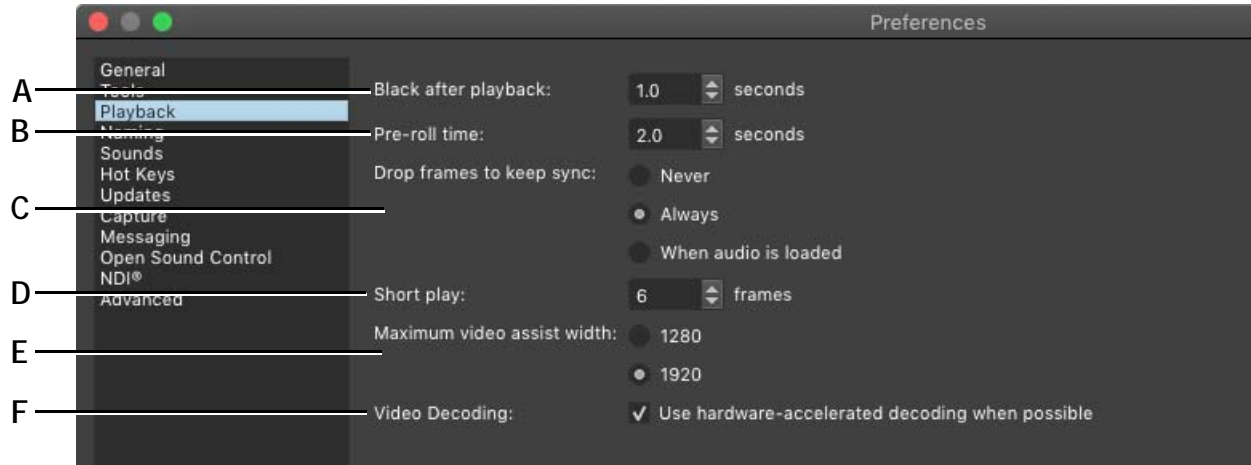 Preferences
General
A Tools Black after playback: 1.0 seconds
Playback
B Naming Pre-roll time: 2.0 seconds
Sounds Drop frames to keep sync: Never
Hot Keys
Updates
C Capture Always
Messaging
Open Sound Control When audio is loaded
NDI®
D Advanced Short play: 6 frames
Maximum video assist width: 1280
E
1920
F Video Decoding: Use hardware-accelerated decoding when possible